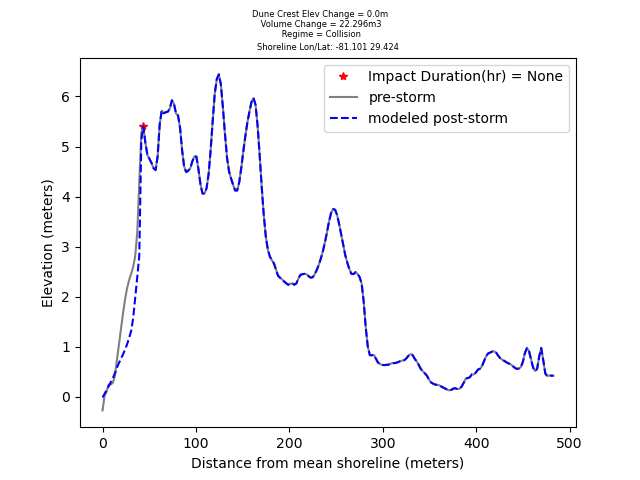 Dune Crest Elev Change = 0.0m
Volume Change = 22.296m3
Regime = Collision
Shoreline Lon/Lat: -81.101 29.424
Impact Duration(hr) = None
pre-storm
modeled post-storm
Elevation (meters)
6
5
4
3
2
1
0
0 100 200 300 400 500
Distance from mean shoreline (meters)